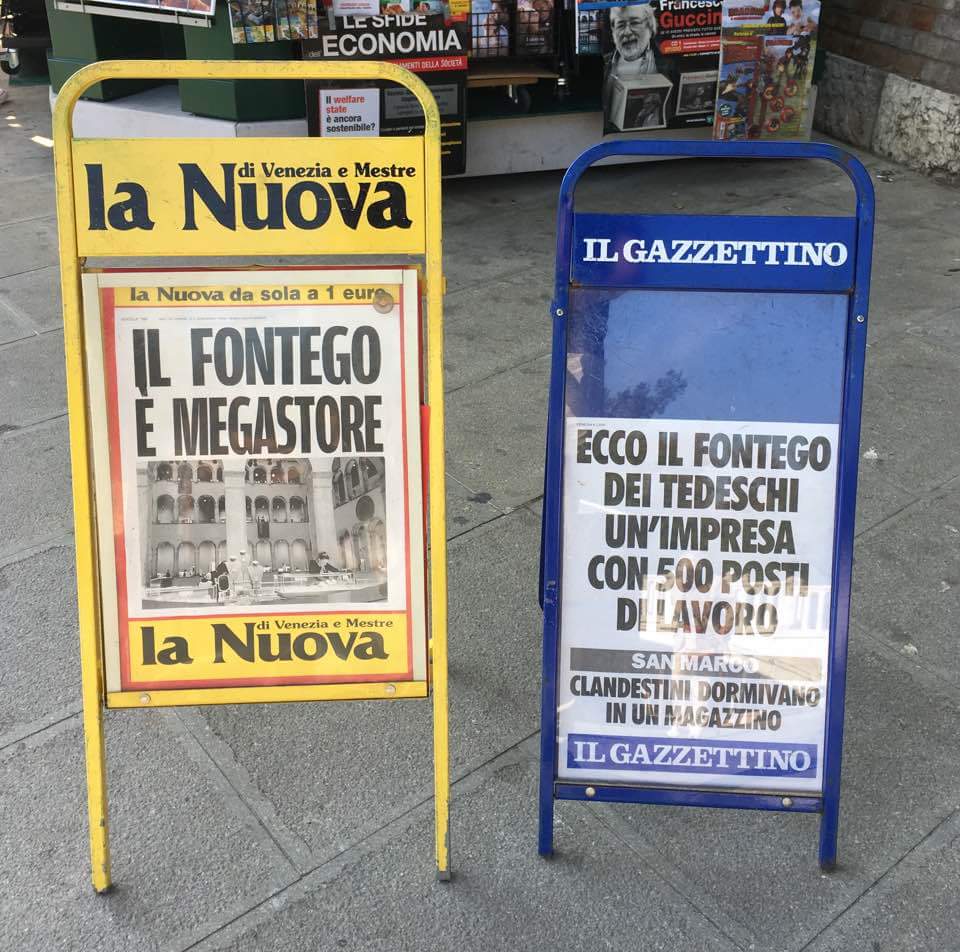 LE SFIDE
ECONOMIA
Il welfare
state
è ancora
sostenibile?
Francesco
Guccini
di Venezia e Mestre
la Nuova
la Nuova da sola a 1 euro
IL FONTEGO
È MEGASTORE
di Venezia e Mestre
la Nuova
IL GAZZETTINO
ECCO IL FONTEGO
DEI TEDESCHI
UN'IMPRESA
CON 500 POSTI
DI LAVORO
SAN MARCO
CLANDESTINI DORMIVANO
IN UN MAGAZZINO
IL GAZZETTINO